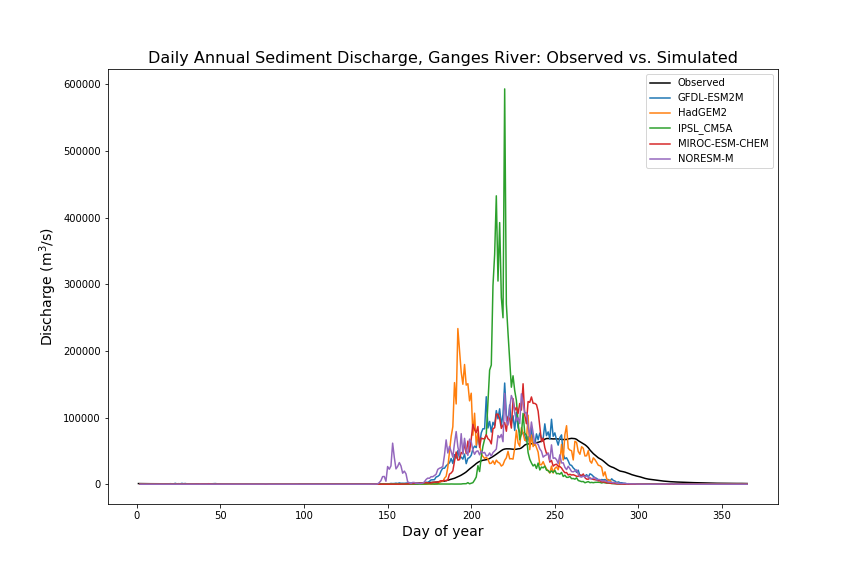 Daily Annual Sediment Discharge, Ganges River: Observed vs. Simulated
Observed
GFDL-ESM2M
HadGEM2
IPSL_CM5A
MIROC-ESM-CHEM
NORESM-M
600000
500000
400000
300000
200000
100000
0
Discharge (m³/s)
0 50 100 150 200 250 300 350
Day of year